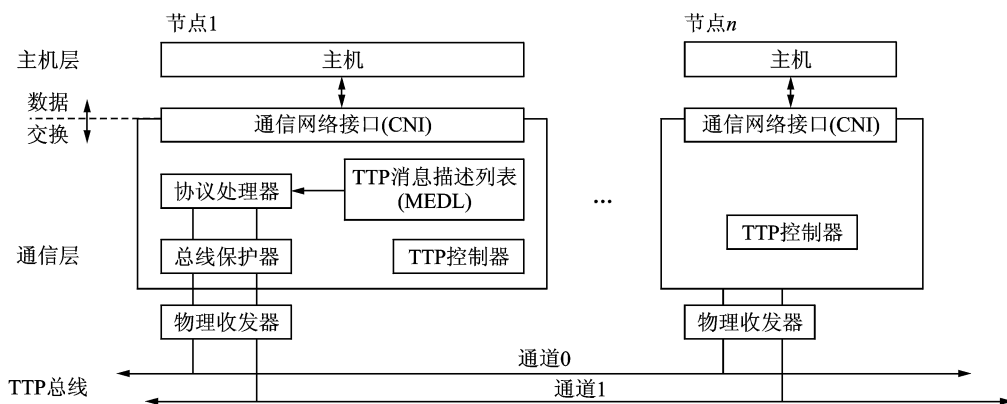 节点1
节点n
主机层
主机
主机
数据
交换
通信网络接口(CNI)
通信网络接口(CNI)
协议处理器
TTP消息描述列表
(MEDL)
...
TTP控制器
通信层
总线保护器
TTP控制器
物理收发器
物理收发器
通道0
TTP总线
通道1